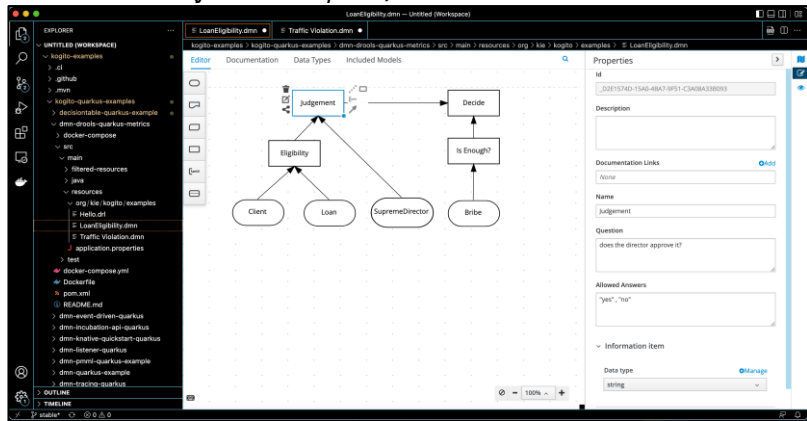 LoanEligibility.dmn — Untitled (Workspace)
EXPLORER
UNTITLED (WORKSPACE)
kogito-examples
.ci
.github
.mvn
kogito-quarkus-examples
decisiontable-quarkus-example
dmn-drools-quarkus-metrics
docker-compose
src
main
filtered-resources
java
resources
org / kie / kogito / examples
Hello.drl
LoanEligibility.dmn
Traffic Violation.dmn
application.properties
test
docker-compose.yml
Dockerfile
pom.xml
README.md
dmn-event-driven-quarkus
dmn-incubation-api-quarkus
dmn-knative-quickstart-quarkus
dmn-listener-quarkus
dmn-pmml-quarkus-example
dmn-quarkus-example
dmn-tracing-quarkus
OUTLINE
TIMELINE
stable*
0 0
LoanEligibility.dmn
Traffic Violation.dmn
kogito-examples > kogito-quarkus-examples > dmn-drools-quarkus-metrics > src > main > resources > org > kie > kogito > examples > LoanEligibility.dmn
Editor Documentation Data Types Included Models
Judgement
Decide
Eligibility
Is Enough?
Client
Loan
SupremeDirector
Bribe
100%
Properties
Id
Description
Documentation Links Add
None
Name
Judgement
Question
does the director approve it?
Allowed Answers
"yes" , "no"
Information item
Data type Manage
string